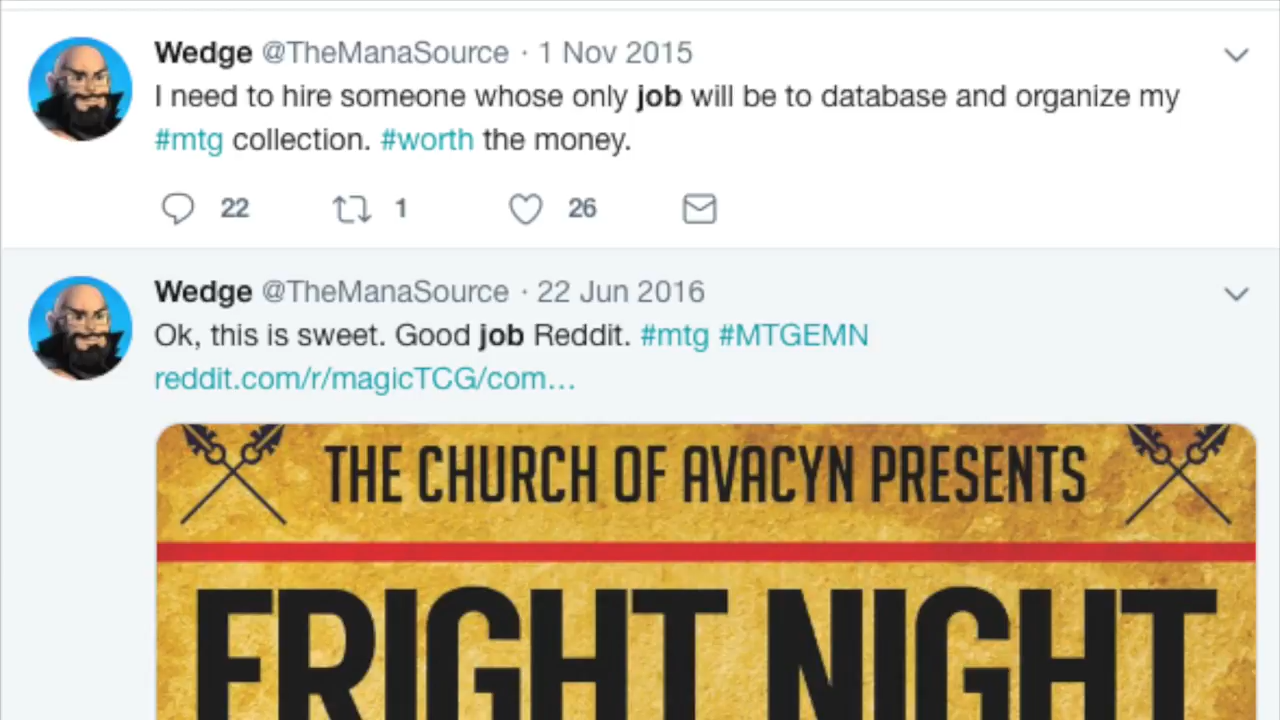 Wedge @TheManaSource · 1 Nov 2015
I need to hire someone whose only job will be to database and organize my
#mtg collection. #worth the money.
22 1 26
Wedge @TheManaSource · 22 Jun 2016
Ok, this is sweet. Good job Reddit. #mtg #MTGEMN
reddit.com/r/magicTCG/com…
THE CHURCH OF AVACYN PRESENTS
FRIGHT NIGHT